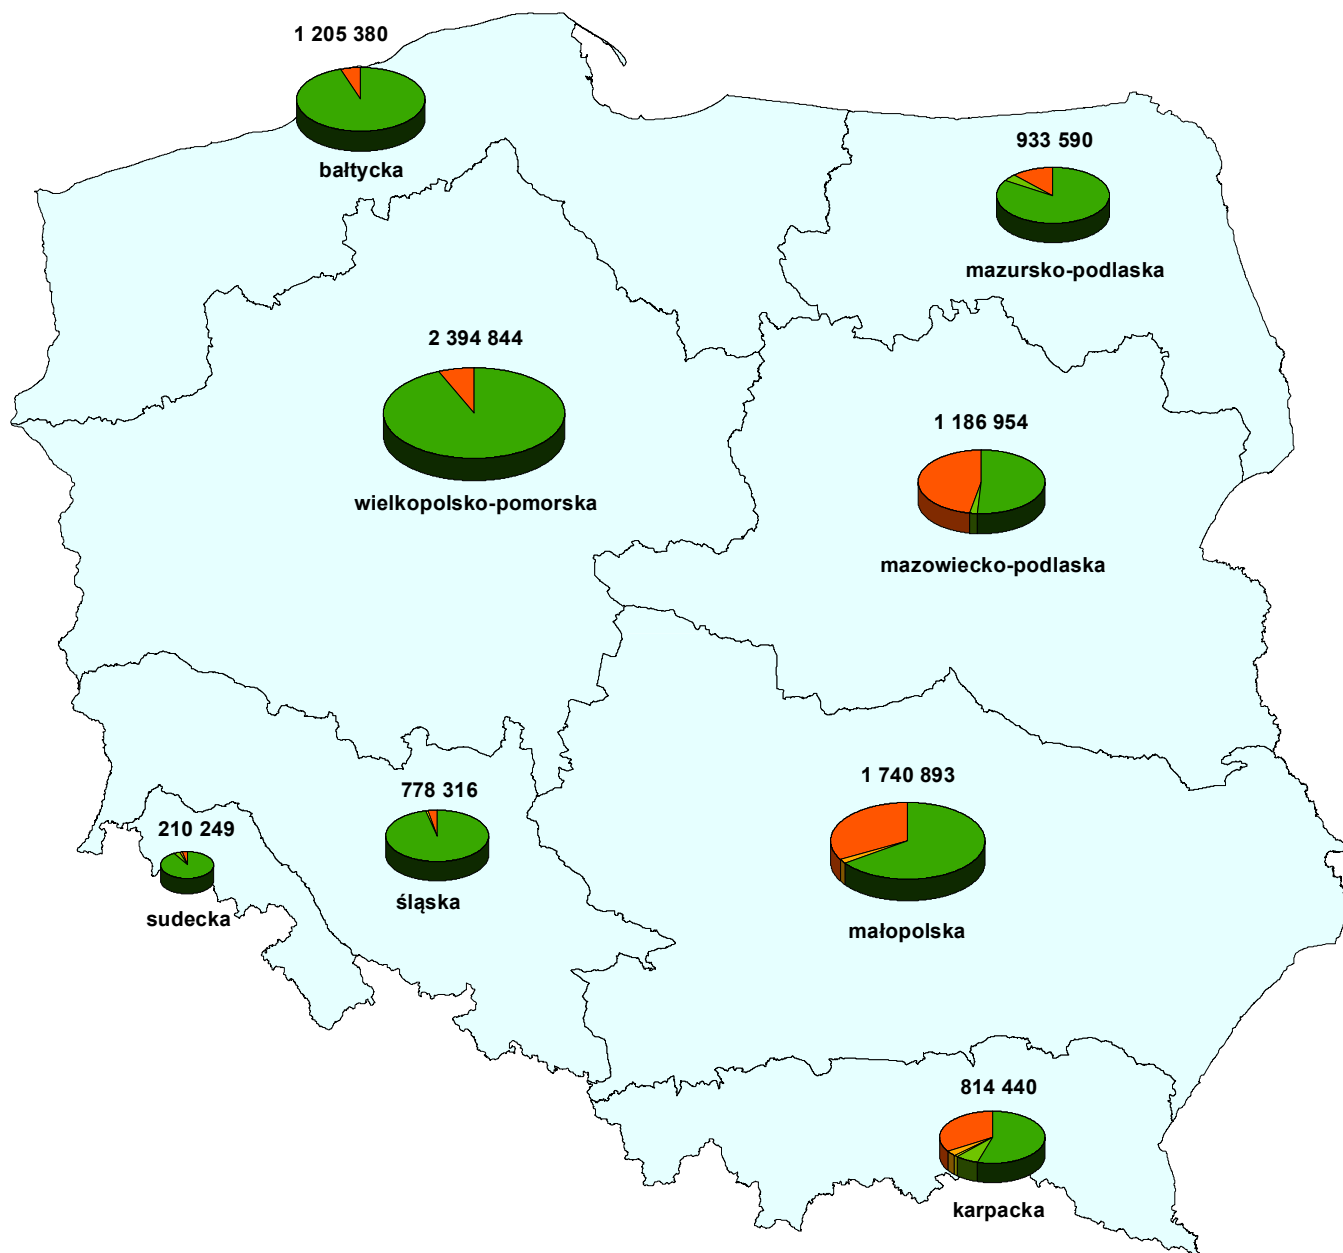 1 205 380
bałtycka
933 590
mazursko-podlaska
2 394 844
wielkopolsko-pomorska
1 186 954
mazowiecko-podlaska
778 316
śląska
210 249
sudecka
1 740 893
małopolska
814 440
karpacka